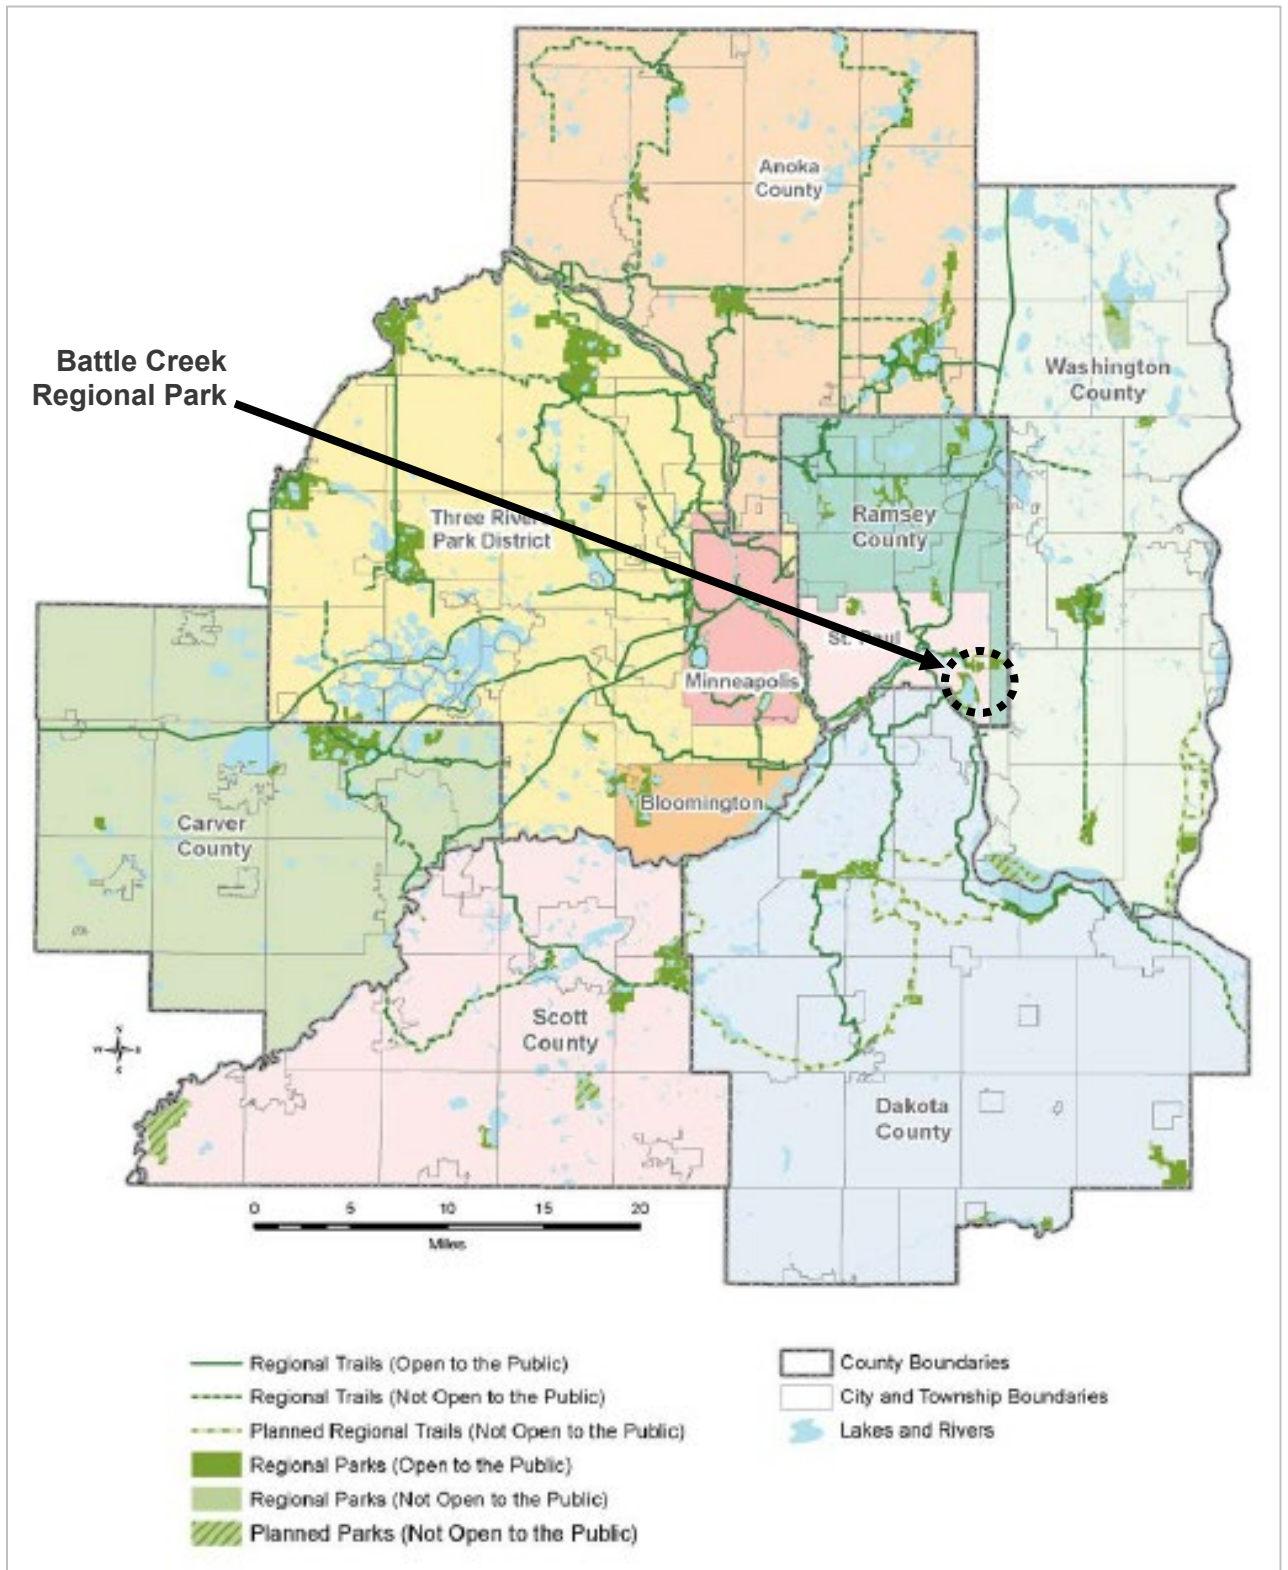 Anoka
County
Battle Creek
Regional Park
Washington
County
Three Rivers
Park District
Ramsey
County
St. Paul
Minneapolis
Bloomington
Carver
County
Scott
County
N
W
E
S
Dakota
County
0 5 10 15 20
Miles
Regional Trails (Open to the Public)
Regional Trails (Not Open to the Public)
Planned Regional Trails (Not Open to the Public)
Regional Parks (Open to the Public)
Regional Parks (Not Open to the Public)
Planned Parks (Not Open to the Public)
County Boundaries
City and Township Boundaries
Lakes and Rivers